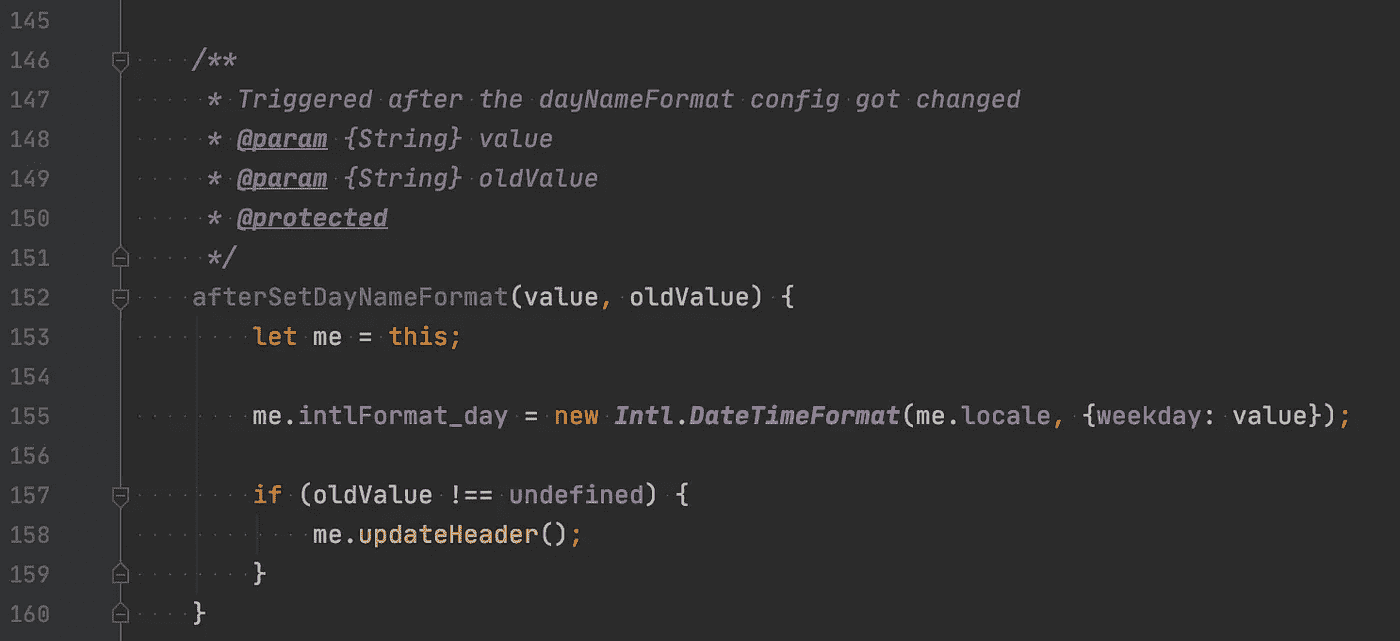 145
146 /**
147 * Triggered after the dayNameFormat config got changed
148 * @param {String} value
149 * @param {String} oldValue
150 * @protected
151 */
152 afterSetDayNameFormat(value, oldValue) {
153 let me = this;
154
155 me.intlFormat_day = new Intl.DateTimeFormat(me.locale, {weekday: value});
156
157 if (oldValue !== undefined) {
158 me.updateHeader();
159 }
160 }